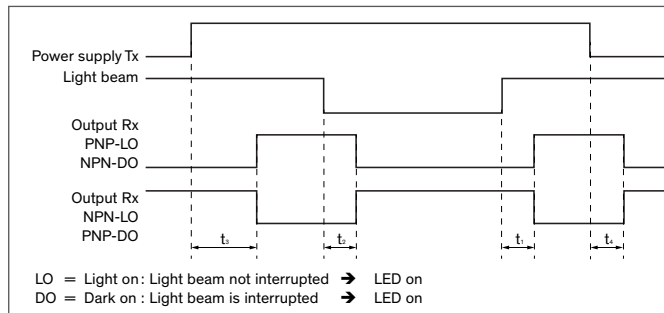 Power supply Tx
Light beam
Output Rx
PNP-LO
NPN-DO
Output Rx
NPN-LO
PNP-DO
t₃ t₂ t₁ t₄
LO = Light on : Light beam not interrupted ➔ LED on
DO = Dark on : Light beam is interrupted ➔ LED on